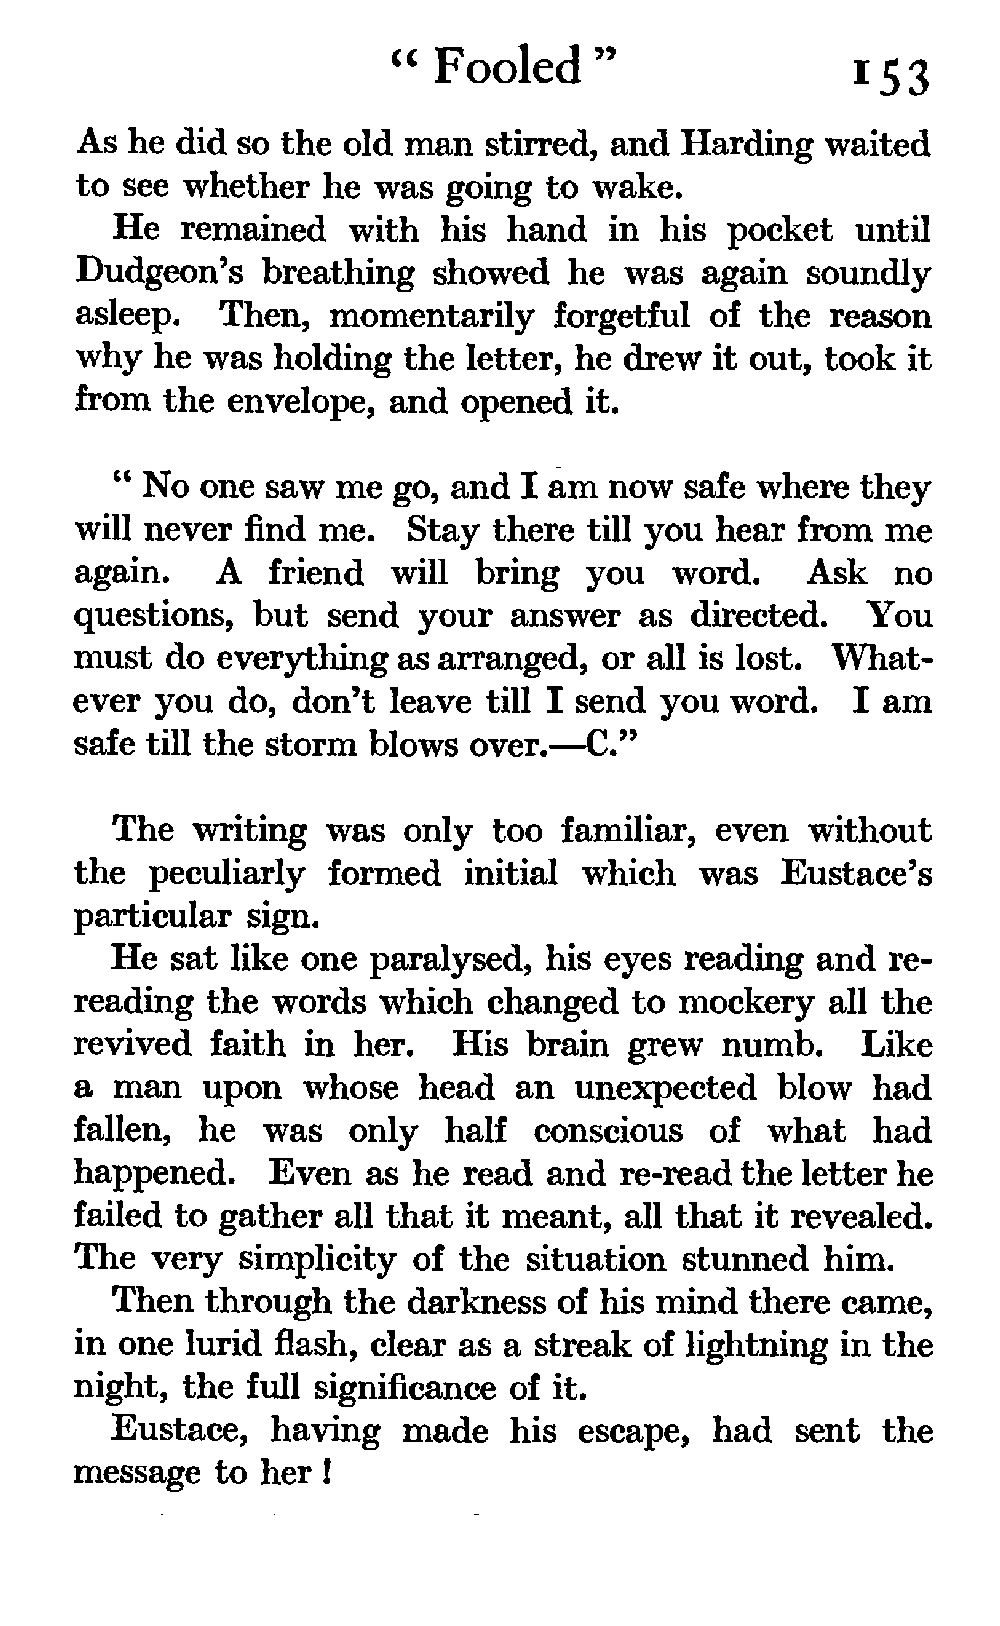 “ Fooled ” 153
As he did so the old man stirred, and Harding waited
to see whether he was going to wake.
He remained with his hand in his pocket until
Dudgeon’s breathing showed he was again soundly
asleep. Then, momentarily forgetful of the reason
why he was holding the letter, he drew it out, took it
from the envelope, and opened it.
“ No one saw me go, and I am now safe where they
will never find me. Stay there till you hear from me
again. A friend will bring you word. Ask no
questions, but send your answer as directed. You
must do everything as arranged, or all is lost. What-
ever you do, don’t leave till I send you word. I am
safe till the storm blows over.—C.”
The writing was only too familiar, even without
the peculiarly formed initial which was Eustace’s
particular sign.
He sat like one paralysed, his eyes reading and re-
reading the words which changed to mockery all the
revived faith in her. His brain grew numb. Like
a man upon whose head an unexpected blow had
fallen, he was only half conscious of what had
happened. Even as he read and re-read the letter he
failed to gather all that it meant, all that it revealed.
The very simplicity of the situation stunned him.
Then through the darkness of his mind there came,
in one lurid flash, clear as a streak of lightning in the
night, the full significance of it.
Eustace, having made his escape, had sent the
message to her !